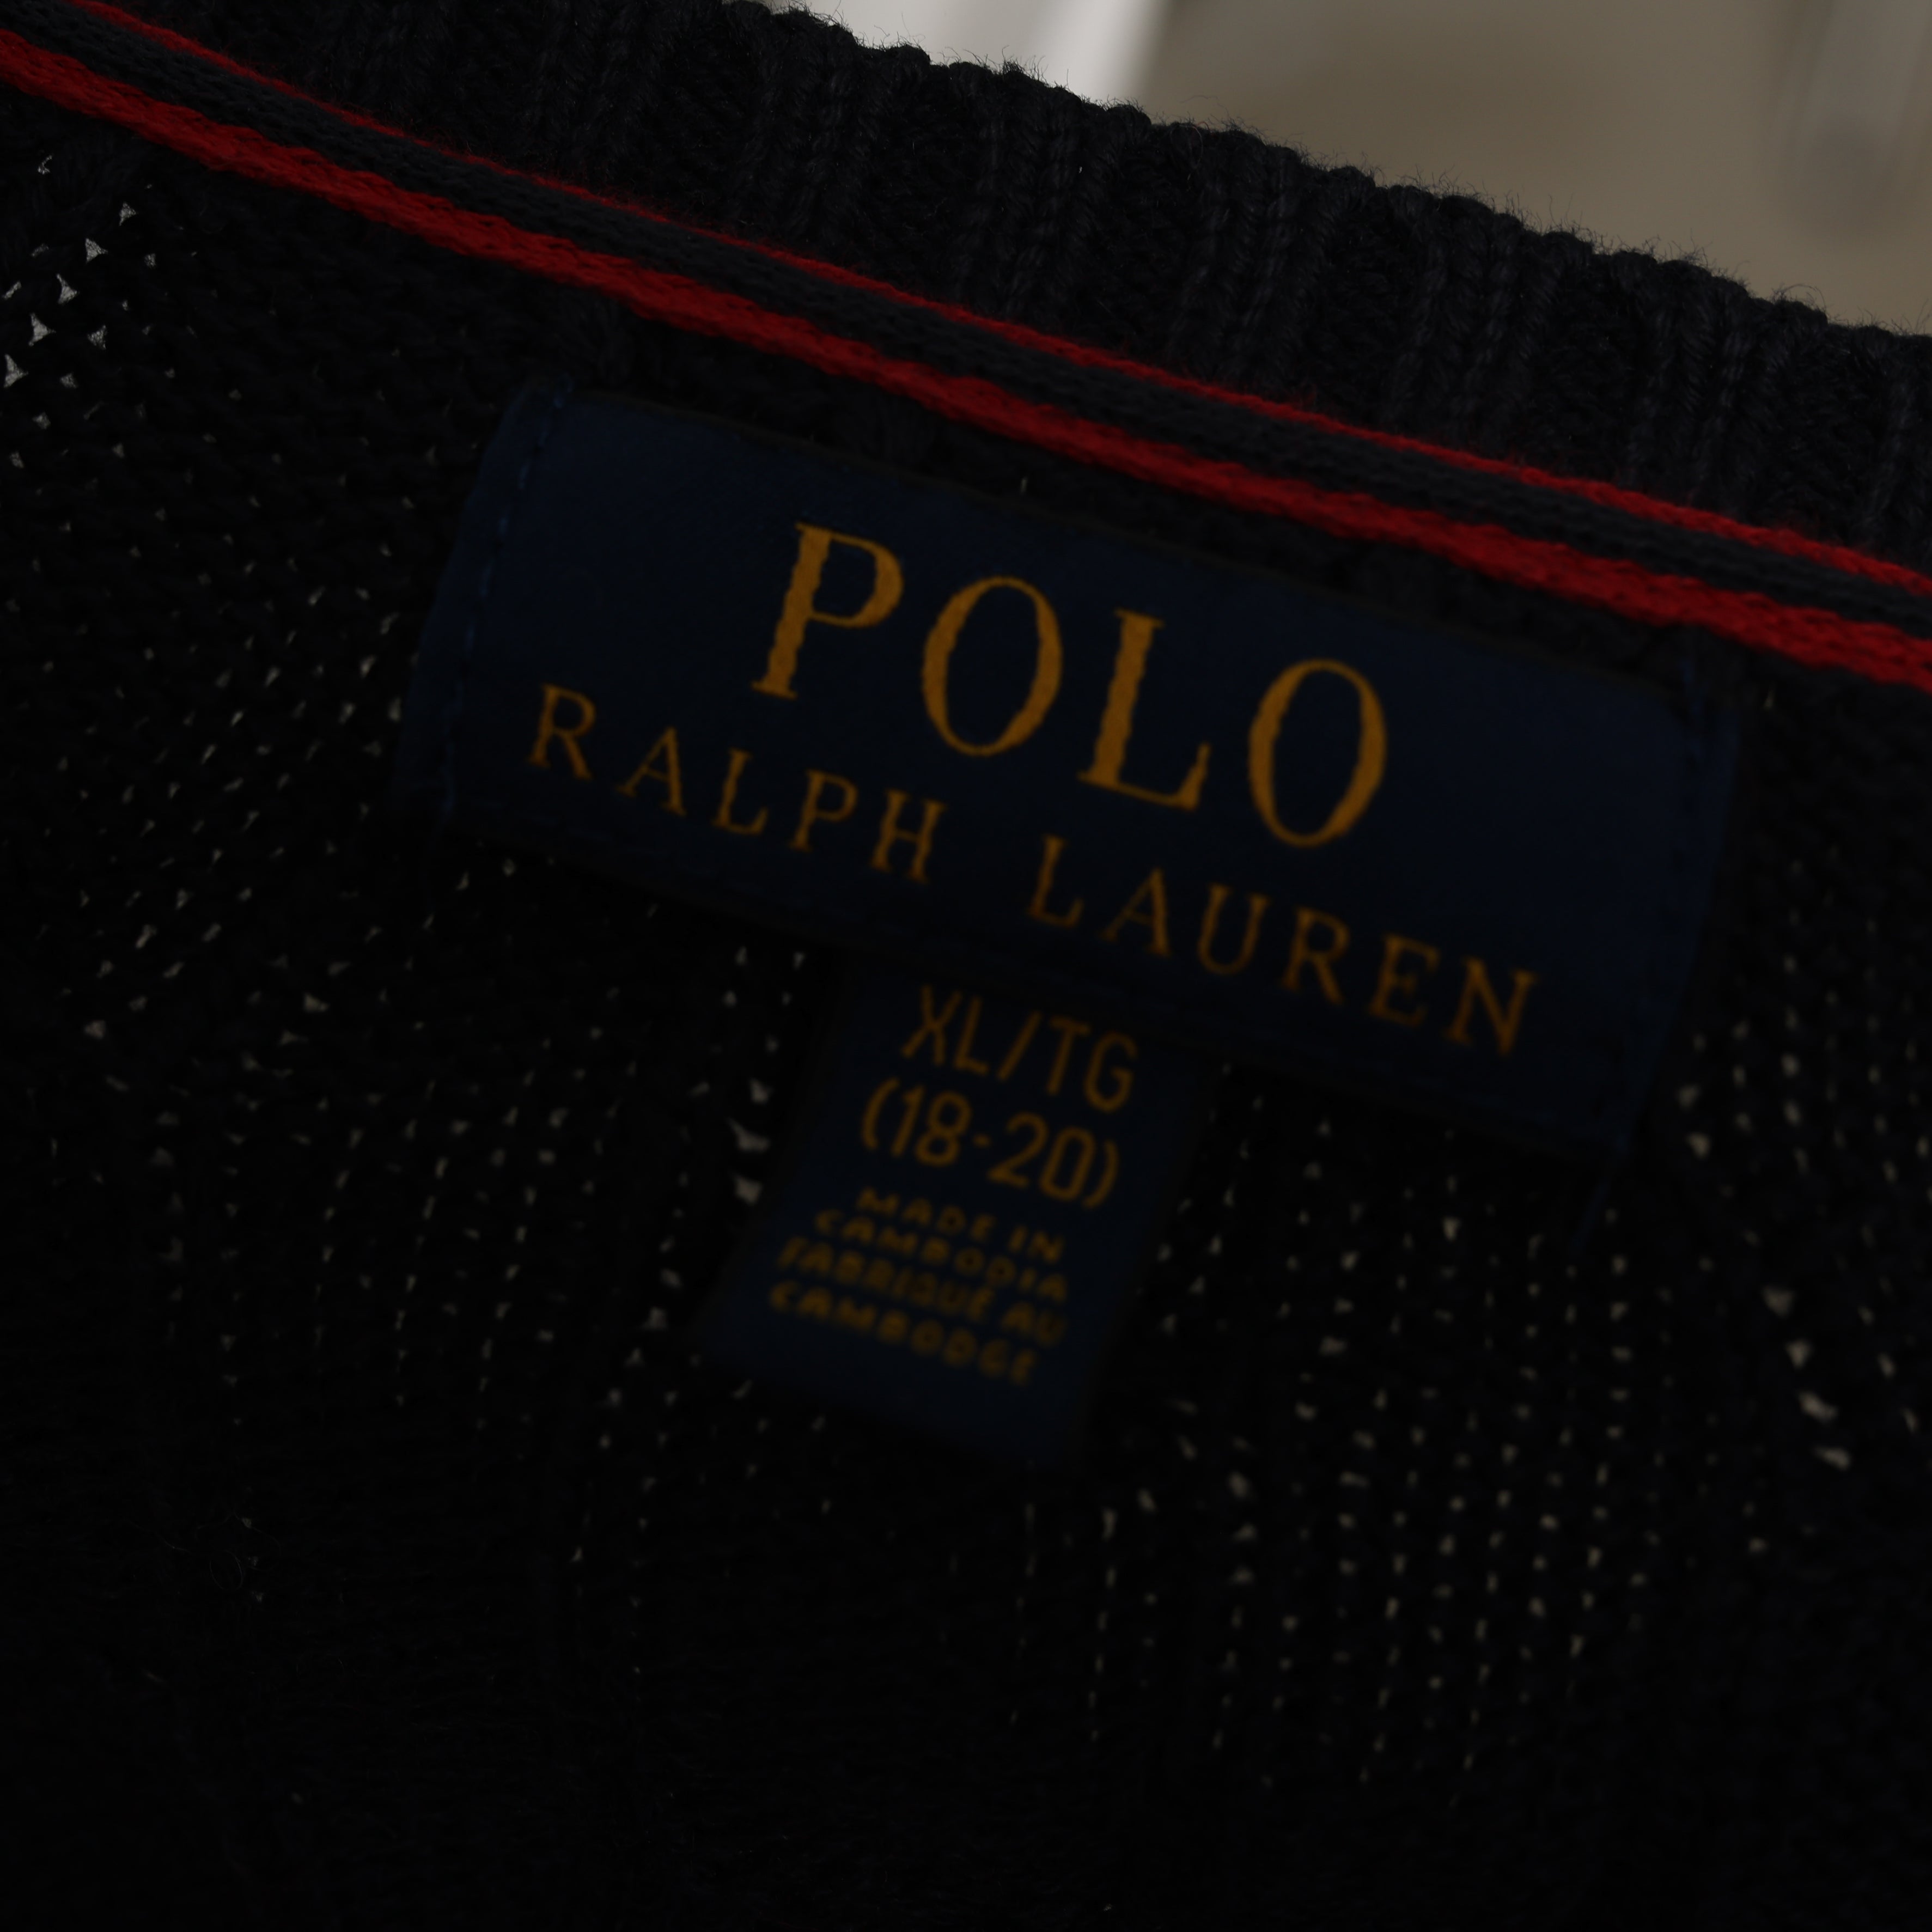 POLO
RALPH LAUREN
XL/TG
(18-20)
MADE IN
CAMBODIA
FABRIQUÉ AU
CAMBODGE